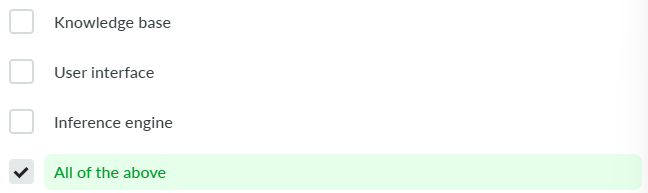 Knowledge base
User interface
Inference engine
All of the above